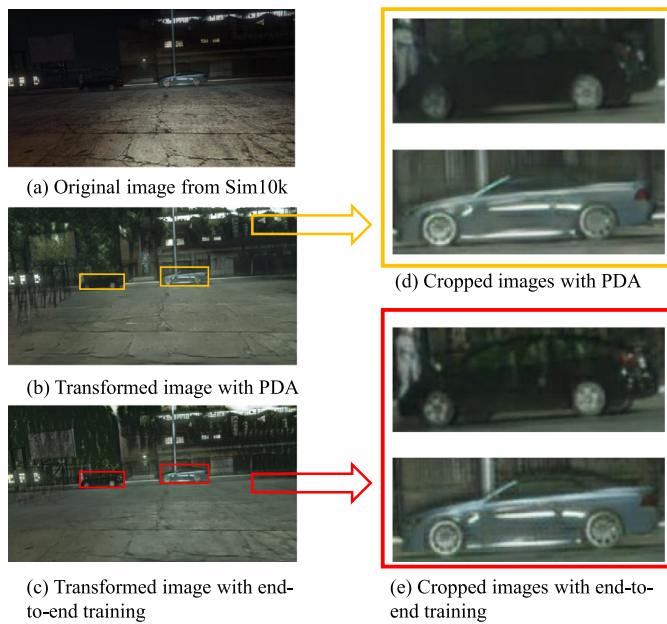 (a) Original image from Sim10k
(b) Transformed image with PDA
(c) Transformed image with end-
to-end training
(d) Cropped images with PDA
(e) Cropped images with end-to-
end training